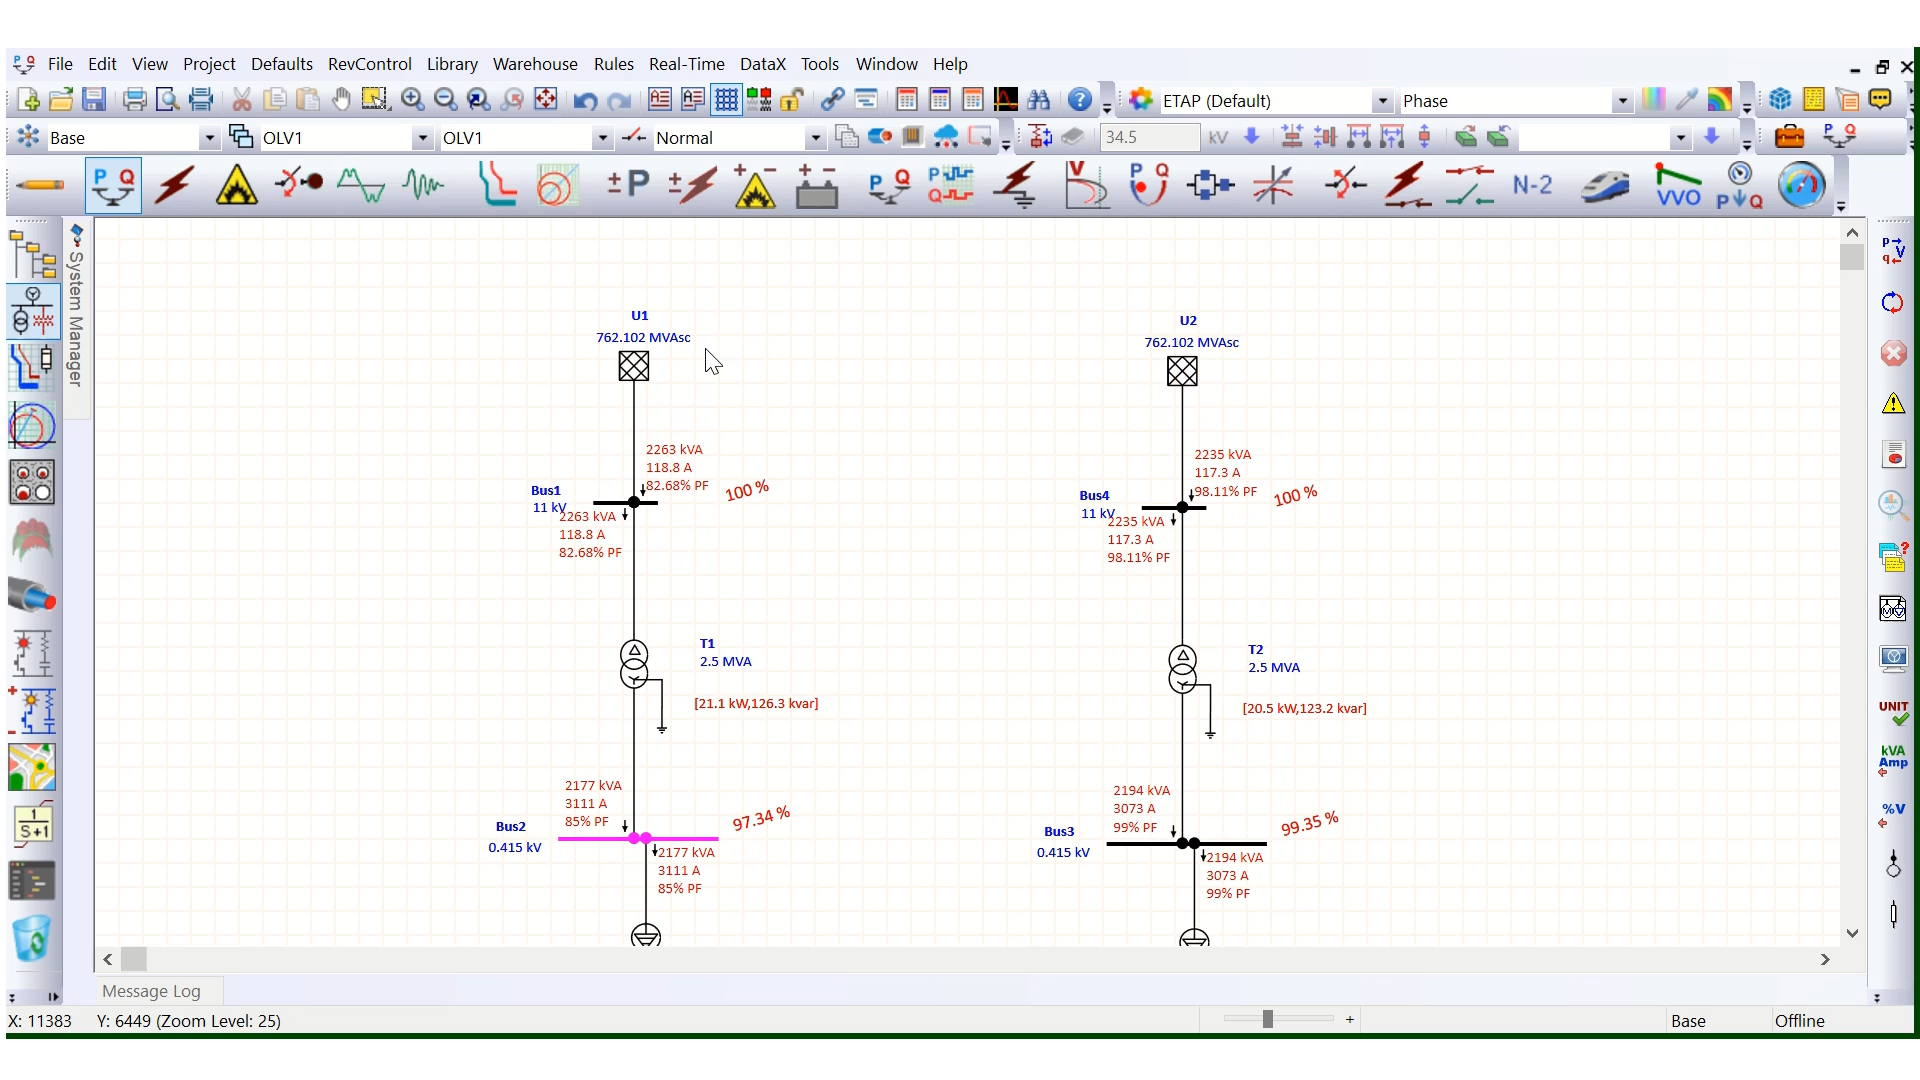 File Edit View Project Defaults RevControl Library Warehouse Rules Real-Time DataX Tools Window Help
ETAP (Default) Phase
Base OLV1 OLV1 Normal 34.5 kV
P Q ± P P Q P Q V P Q N-2 VVO P Q
System Manager
U1
762.102 MVAsc
2263 kVA
118.8 A
82.68% PF
100 %
Bus1
11 kV
2263 kVA
118.8 A
82.68% PF
T1
2.5 MVA
[21.1 kW,126.3 kvar]
2177 kVA
3111 A
85% PF
97.34 %
Bus2
0.415 kV
2177 kVA
3111 A
85% PF
U2
762.102 MVAsc
2235 kVA
117.3 A
98.11% PF
100 %
Bus4
11 kV
2235 kVA
117.3 A
98.11% PF
T2
2.5 MVA
[20.5 kW,123.2 kvar]
2194 kVA
3073 A
99% PF
99.35 %
Bus3
0.415 kV
2194 kVA
3073 A
99% PF
UNIT
kVA
Amp
%V
1
S+1
Message Log
X: 11383 Y: 6449 (Zoom Level: 25) Base Offline